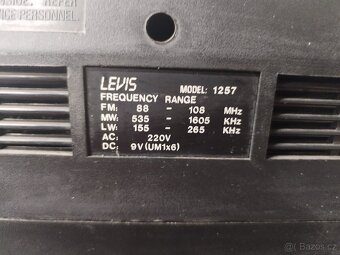 VICE PERSONNEL
LEVIS MODEL: 1257
FREQUENCY RANGE
FM: 88 - 108 MHz
MW: 535 - 1605 KHz
LW: 155 - 265 KHz
AC: 220V
DC: 9V(UM1x6)
Bazos.cz